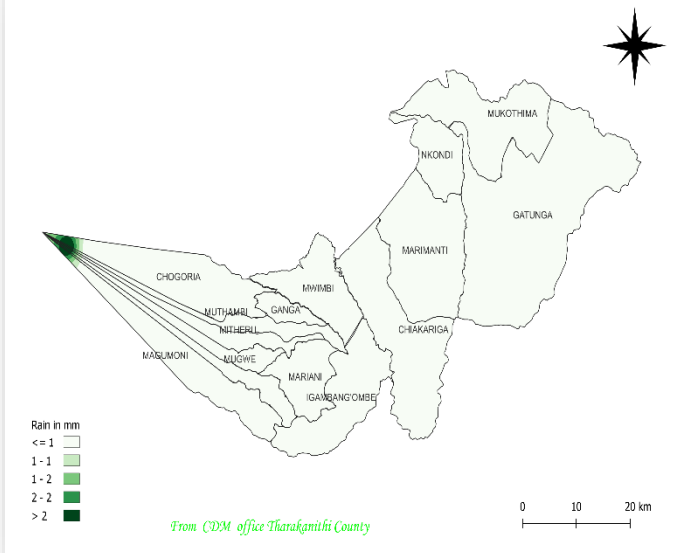 MUKOTHIMA
NKONDI
GATUNGA
MARIMANTI
CHOGORIA
MWIMBI
MUTHAMBI
GANGA
MITHERU
CHIAKARIGA
MAGUMONI
MUGWE
MARIANI
IGAMBANG'OMBE
Rain in mm
<= 1
1 - 1
1 - 2
2 - 2
> 2
From CDM office Tharakanithi County
0 10 20 km